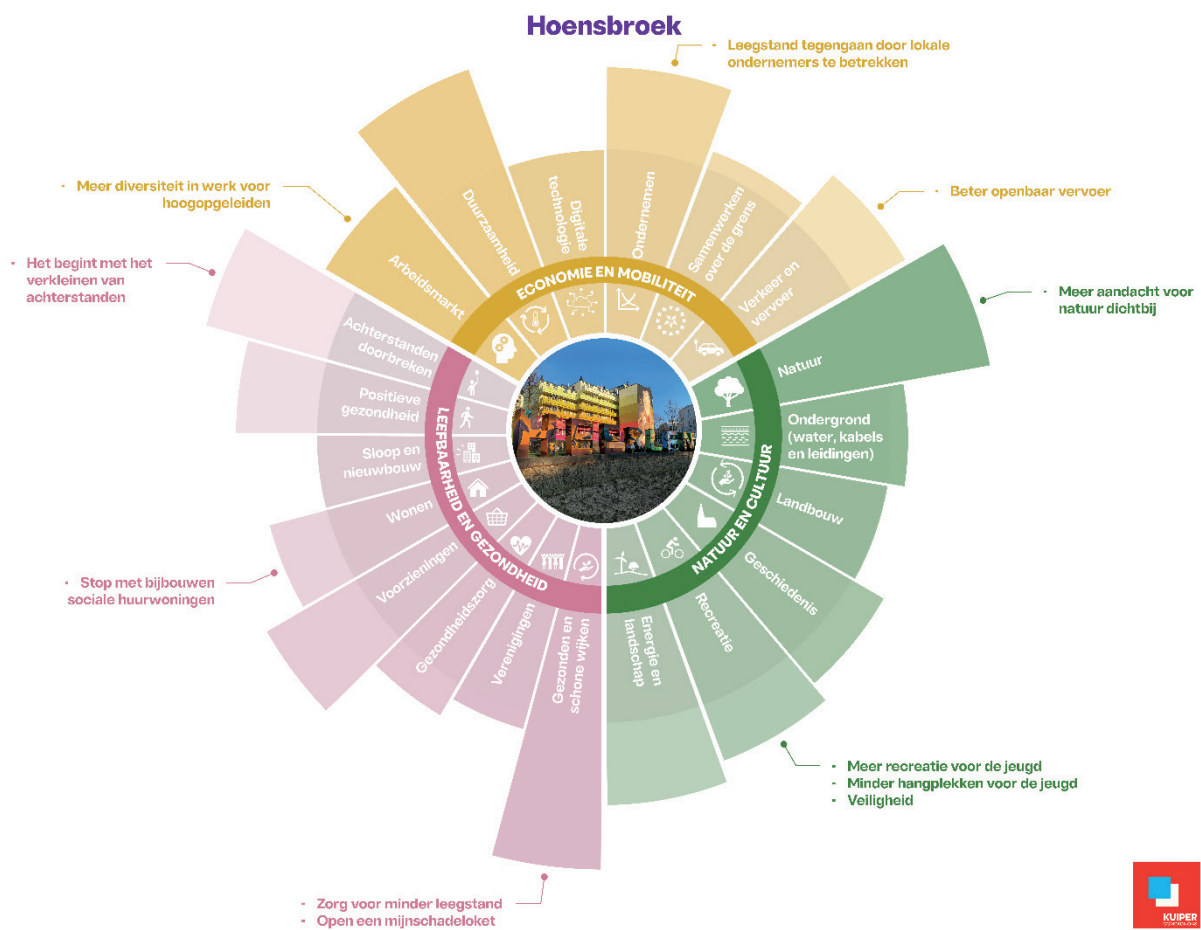 Hoensbroek
- Leegstand tegengaan door lokale
ondernemers te betrekken
- Meer diversiteit in werk voor
hoogopgeleiden
- Beter openbaar vervoer
- Het begint met het
verkleinen van
achterstanden
- Meer aandacht voor
natuur dichtbij
ECONOMIE EN MOBILITEIT
Arbeidsmarkt
Duurzaamheid
Digitale
technologie
Ondernemen
Samenwerken
over de grens
Verkeer en
vervoer
NATUUR EN CULTUUR
Natuur
Ondergrond
(water, kabels
en leidingen)
Landbouw
Geschiedenis
Recreatie
Energie en
landschap
LEEFBAARHEID EN GEZONDHEID
Achterstanden
doorbreken
Positieve
gezondheid
Sloop en
nieuwbouw
Wonen
Voorzieningen
Gezondheidszorg
Verenigingen
Gezonden en
schone wijken
- Stop met bijbouwen
sociale huurwoningen
- Meer recreatie voor de jeugd
- Minder hangplekken voor de jeugd
- Veiligheid
- Zorg voor minder leegstand
- Open een mijnschadeloket
KUIPER